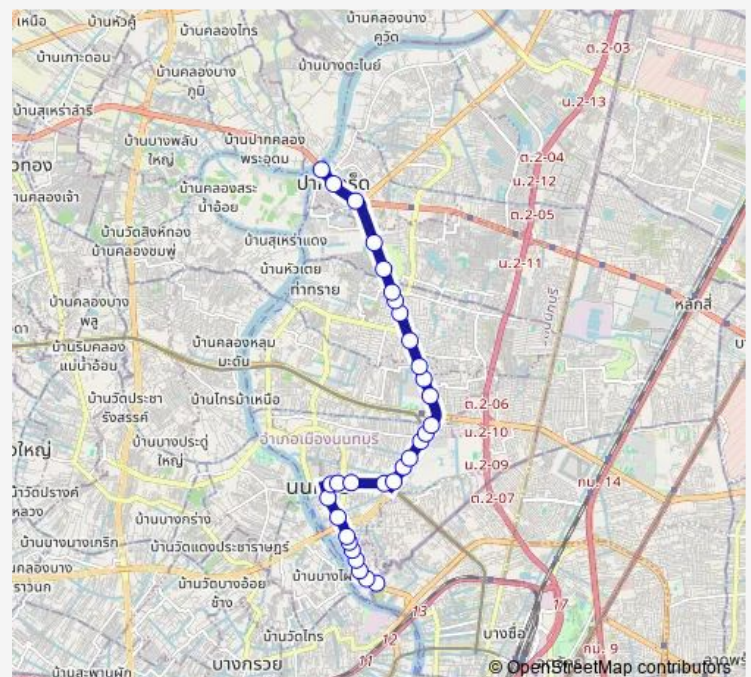 เหนือ
บ้านหัวคู้
บ้านคลองไทร
บ้านคลองบาง
คูวัด
ต.2-03
บ้านเกาะดอน
บ้านคลองบาง
ภูมิ
บ้านบางตะไนย์
น.2-13
บ้านสุเหร่าลำรี
บ้านบางพลับ
ใหญ่
บ้านปากคลอง
พระอุดม
ต.2-04
น.2-12
บ้านคลองสระ
น้ำอ้อย
ต.2-05
บ้านวัดสิงห์ทอง
บ้านคลองชมพู่
บ้านสุเหร่าแดง
น.2-11
บ้านหัวเตย
ท่าทราย
หลักสี่
บ้านคลองบาง
พลู
บ้านริมคลอง
แม่น้ำอ้อม
บ้านคลองหลุม
มะดัน
บ้านวัดประชา
รังสรรค์
บ้านไทรม้าเหนือ
ต.2-06
บ้านบางประดู่
ใหญ่
อำเภอเมืองนนทบุรี
น.2-10
น.2-09
ต.2-07
กม. 14
บ้านบางกร่าง
บ้านบางนางเกริก
บ้านวัดแดงประชาราษฎร์
บ้านวัดบางอ้อย
ช้าง
13
17
บ้านวัดไทร
12
บางซื่อ
กม. 9
บางกรวย
11
บ้านสะพานผัก
© OpenStreetMap contributors